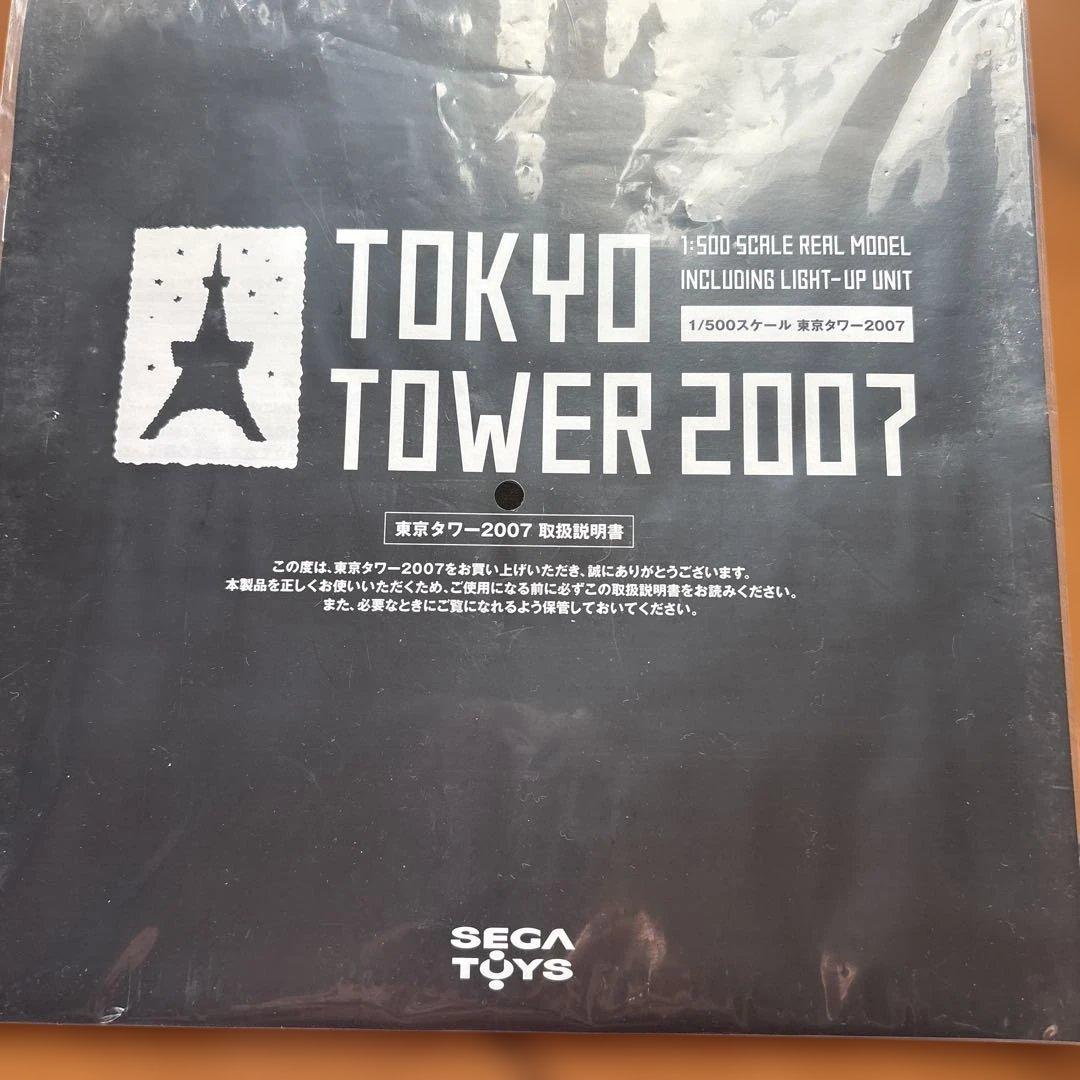 TOKYO
TOWER 2007
1:500 SCALE REAL MODEL
INCLUDING LIGHT-UP UNIT
1/500スケール 東京タワー2007
東京タワー2007 取扱説明書
この度は、東京タワー2007をお買い上げいただき、誠にありがとうございます。
本製品を正しくお使いいただくため、ご使用になる前に必ずこの取扱説明書をお読みください。
また、必要なときにご覧になれるよう保管しておいてください。
SEGA
TOYS